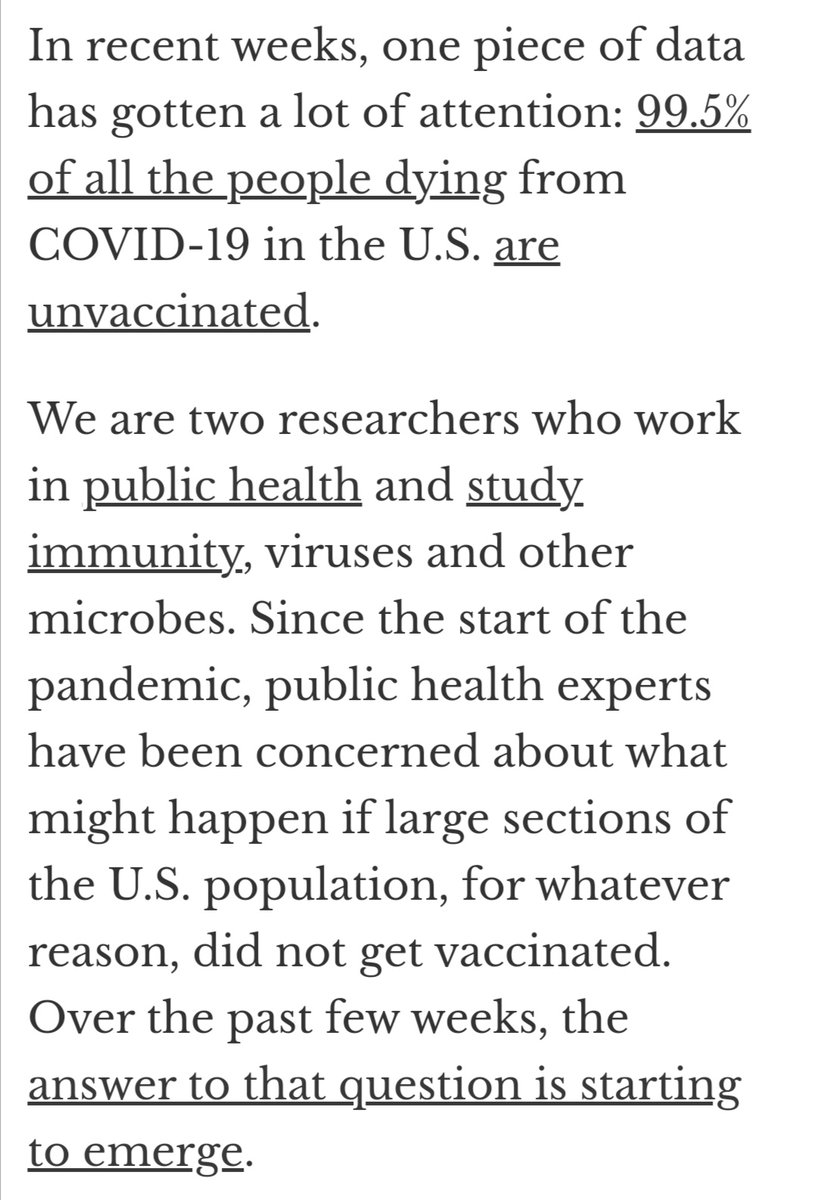 In recent weeks, one piece of data
has gotten a lot of attention: 99.5%
of all the people dying from
COVID-19 in the U.S. are
unvaccinated.
We are two researchers who work
in public health and study
immunity, viruses and other
microbes. Since the start of the
pandemic, public health experts
have been concerned about what
might happen if large sections of
the U.S. population, for whatever
reason, did not get vaccinated.
Over the past few weeks, the
answer to that question is starting
to emerge.